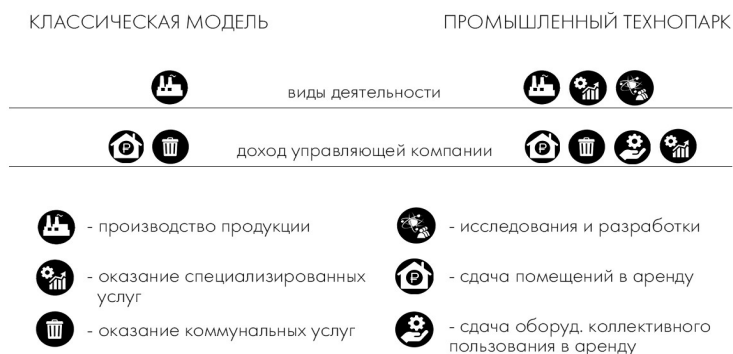 КЛАССИЧЕСКАЯ МОДЕЛЬ
ПРОМЫШЛЕННЫЙ ТЕХНОПАРК
виды деятельности
доход управляющей компании
- производство продукции
- исследования и разработки
- оказание специализированных
услуг
- сдача помещений в аренду
- оказание коммунальных услуг
- сдача оборуд. коллективного
пользования в аренду